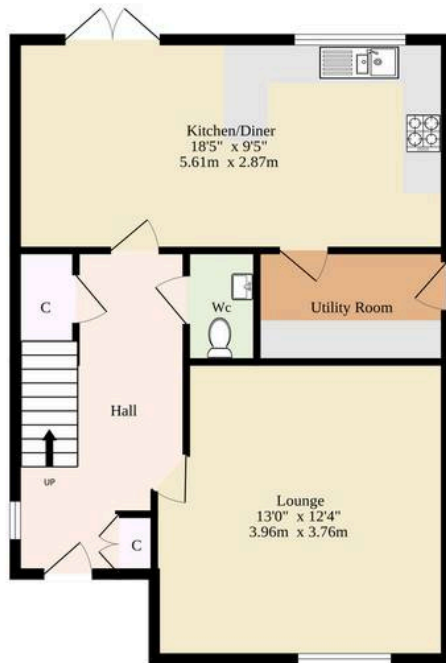 Kitchen/Diner
18'5" x 9'5"
5.61m x 2.87m
C
Wc
Utility Room
Hall
UP
Lounge
13'0" x 12'4"
3.96m x 3.76m
C